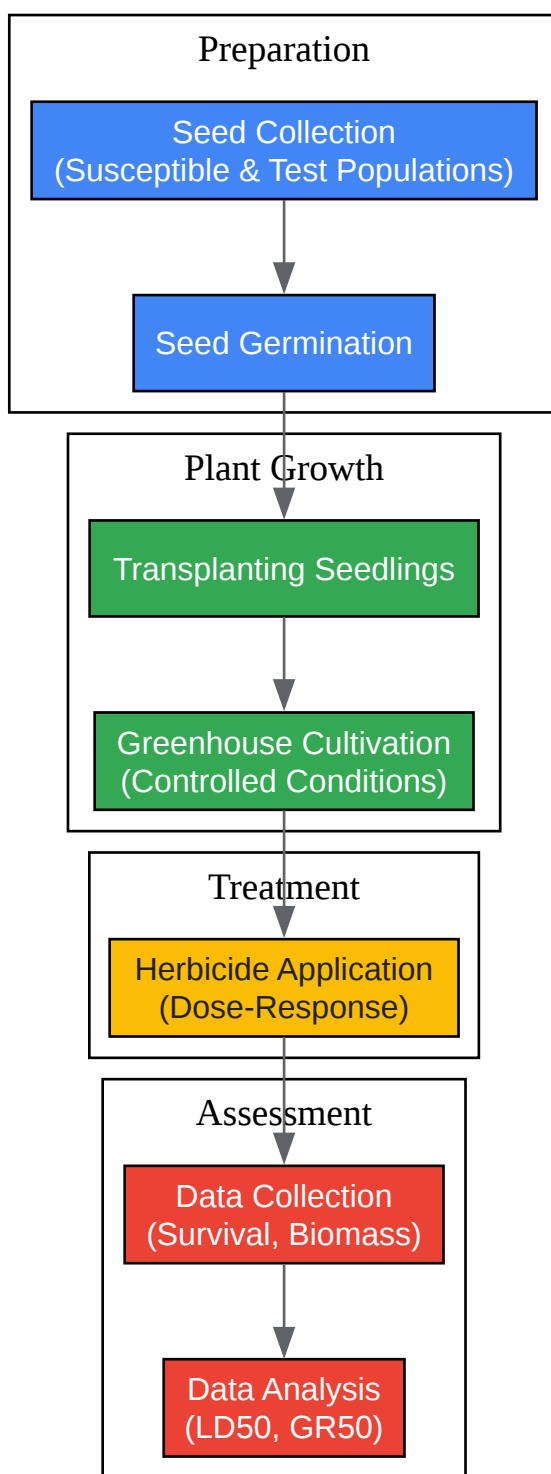 Preparation
Seed Collection
(Susceptible & Test Populations)
Seed Germination
Plant Growth
Transplanting Seedlings
Greenhouse Cultivation
(Controlled Conditions)
Treatment
Herbicide Application
(Dose-Response)
Assessment
Data Collection
(Survival, Biomass)
Data Analysis
(LD50, GR50)